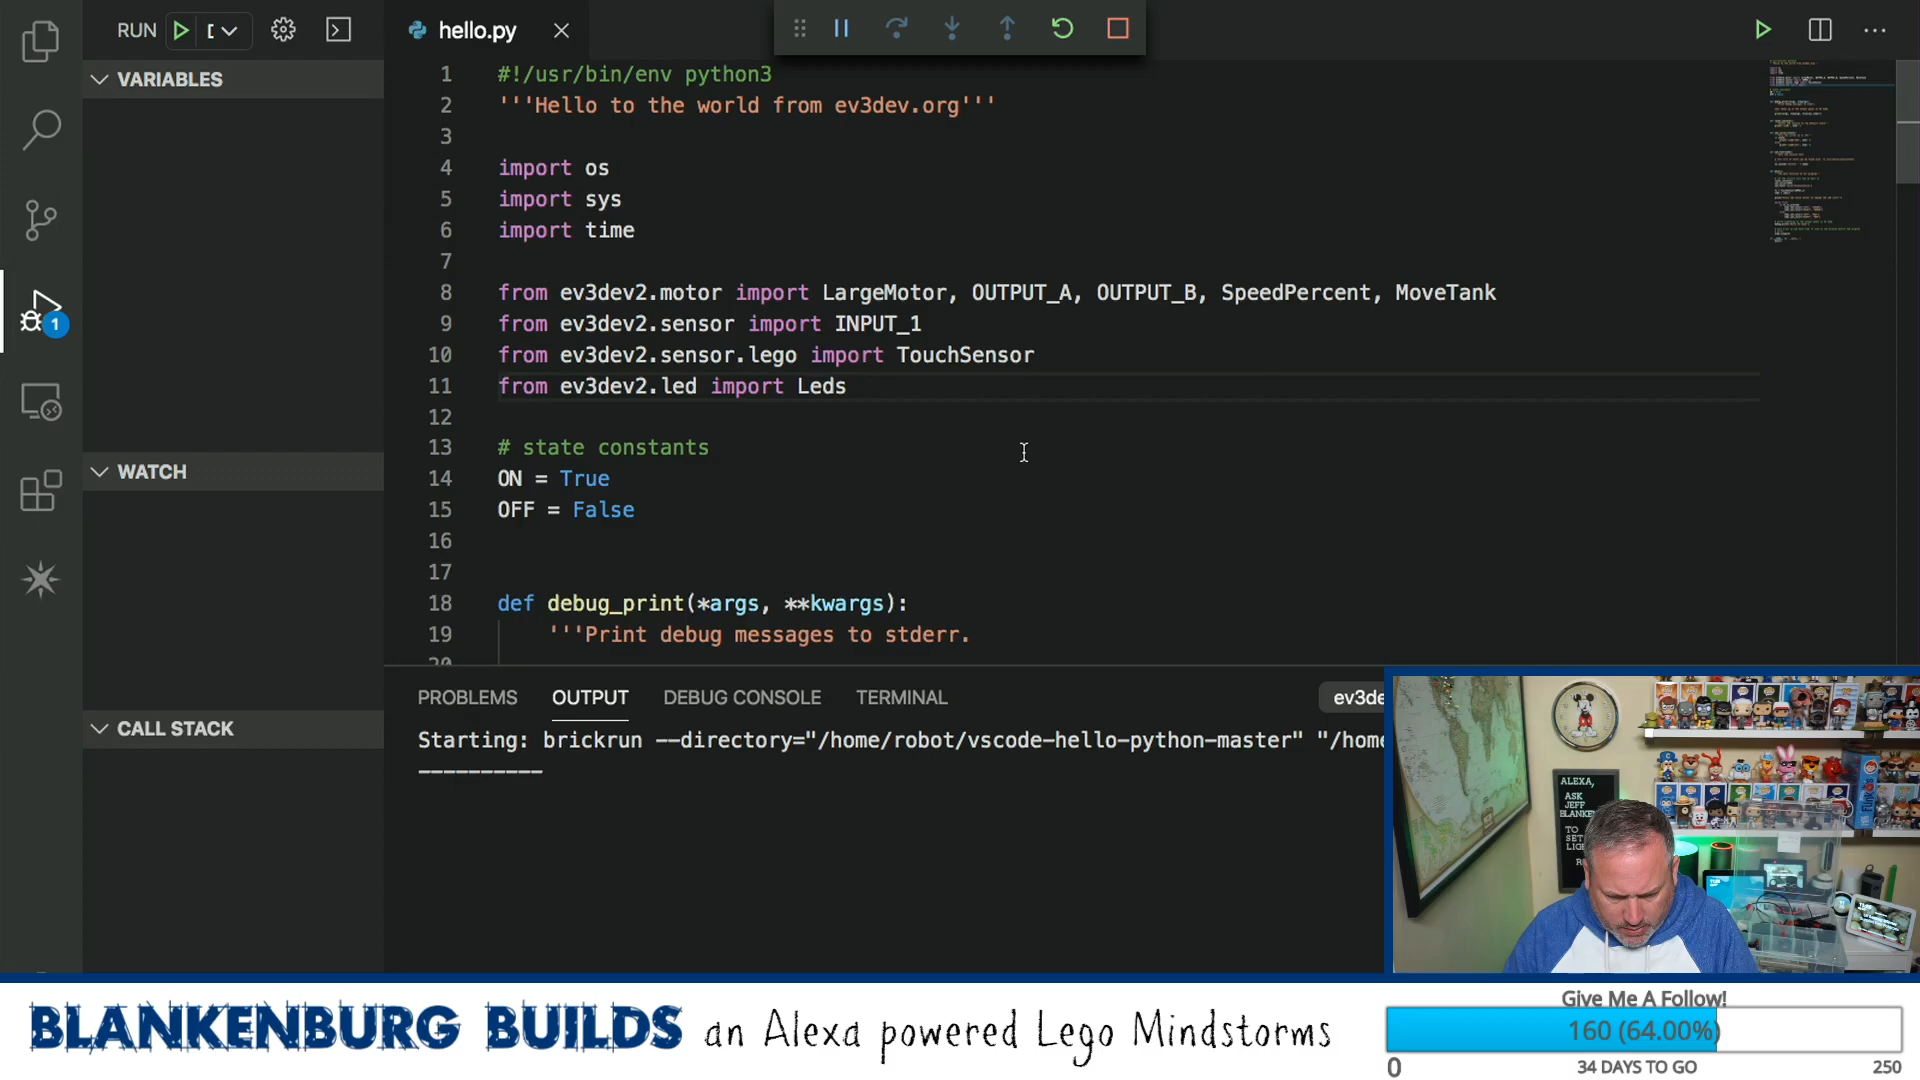 RUN
hello.py
VARIABLES
WATCH
CALL STACK
1
1 #!/usr/bin/env python3
2 '''Hello to the world from ev3dev.org'''
3
4 import os
5 import sys
6 import time
7
8 from ev3dev2.motor import LargeMotor, OUTPUT_A, OUTPUT_B, SpeedPercent, MoveTank
9 from ev3dev2.sensor import INPUT_1
10 from ev3dev2.sensor.lego import TouchSensor
11 from ev3dev2.led import Leds
12
13 # state constants
14 ON = True
15 OFF = False
16
17
18 def debug_print(*args, **kwargs):
19 '''Print debug messages to stderr.
20
PROBLEMS OUTPUT DEBUG CONSOLE TERMINAL ev3de
Starting: brickrun --directory="/home/robot/vscode-hello-python-master" "/home
----------
ALEXA,
ASK
JEFF
BLANKEN
TO
SET
LIGH
BLANKENBURG BUILDS an Alexa powered Lego Mindstorms
Give Me A Follow!
160 (64.00%)
0 34 DAYS TO GO 250